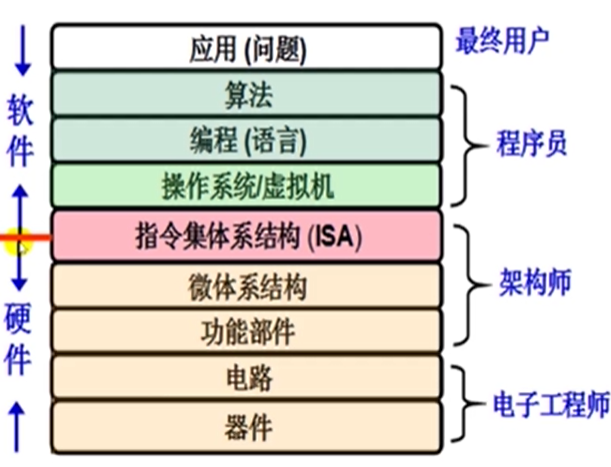 应用 (问题)
最终用户
算法
编程 (语言)
操作系统/虚拟机
程序员
指令集体系结构 (ISA)
微体系结构
功能部件
架构师
电路
器件
电子工程师
软件
硬件